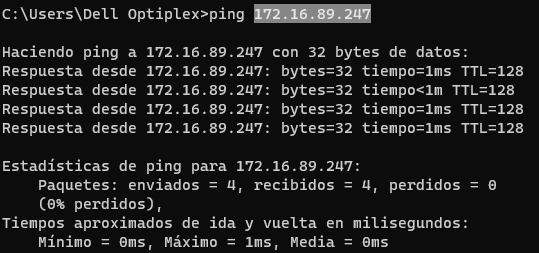 C:\Users\Dell Optiplex>ping 172.16.89.247
Haciendo ping a 172.16.89.247 con 32 bytes de datos:
Respuesta desde 172.16.89.247: bytes=32 tiempo=1ms TTL=128
Respuesta desde 172.16.89.247: bytes=32 tiempo<1m TTL=128
Respuesta desde 172.16.89.247: bytes=32 tiempo=1ms TTL=128
Respuesta desde 172.16.89.247: bytes=32 tiempo=1ms TTL=128
Estadísticas de ping para 172.16.89.247:
Paquetes: enviados = 4, recibidos = 4, perdidos = 0
(0% perdidos),
Tiempos aproximados de ida y vuelta en milisegundos:
Mínimo = 0ms, Máximo = 1ms, Media = 0ms